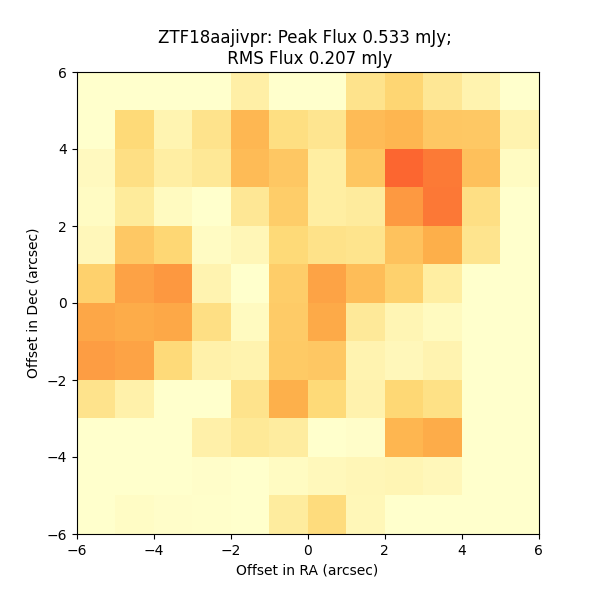 ZTF18aajivpr: Peak Flux 0.533 mJy;
RMS Flux 0.207 mJy
6
4
2
0
−2
−4
−6
Offset in Dec (arcsec)
−6 −4 −2 0 2 4 6
Offset in RA (arcsec)